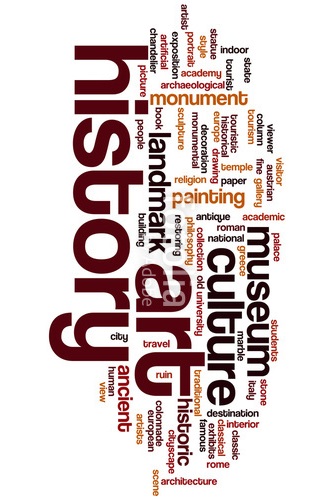 history
art
culture
museum
landmark
monument
painting
ancient
historic
artist
artificial
chandelier
exposition
portrait
style
statue
indoor
picture
academy
tourist
state
archaeological
people
book
sculpture
monumental
decoration
europe
drawing
historical
touristic
tourism
column
viewer
temple
fine
gallery
austrian
visitor
religion
paper
building
restoring
philosophy
antique
academic
roman
national
collection
old
university
greece
palace
marble
students
city
travel
ruin
traditional
italy
stone
human
view
artists
european
colonnade
cityscape
famous
destination
interior
exhibits
classical
classic
rome
scene
architecture